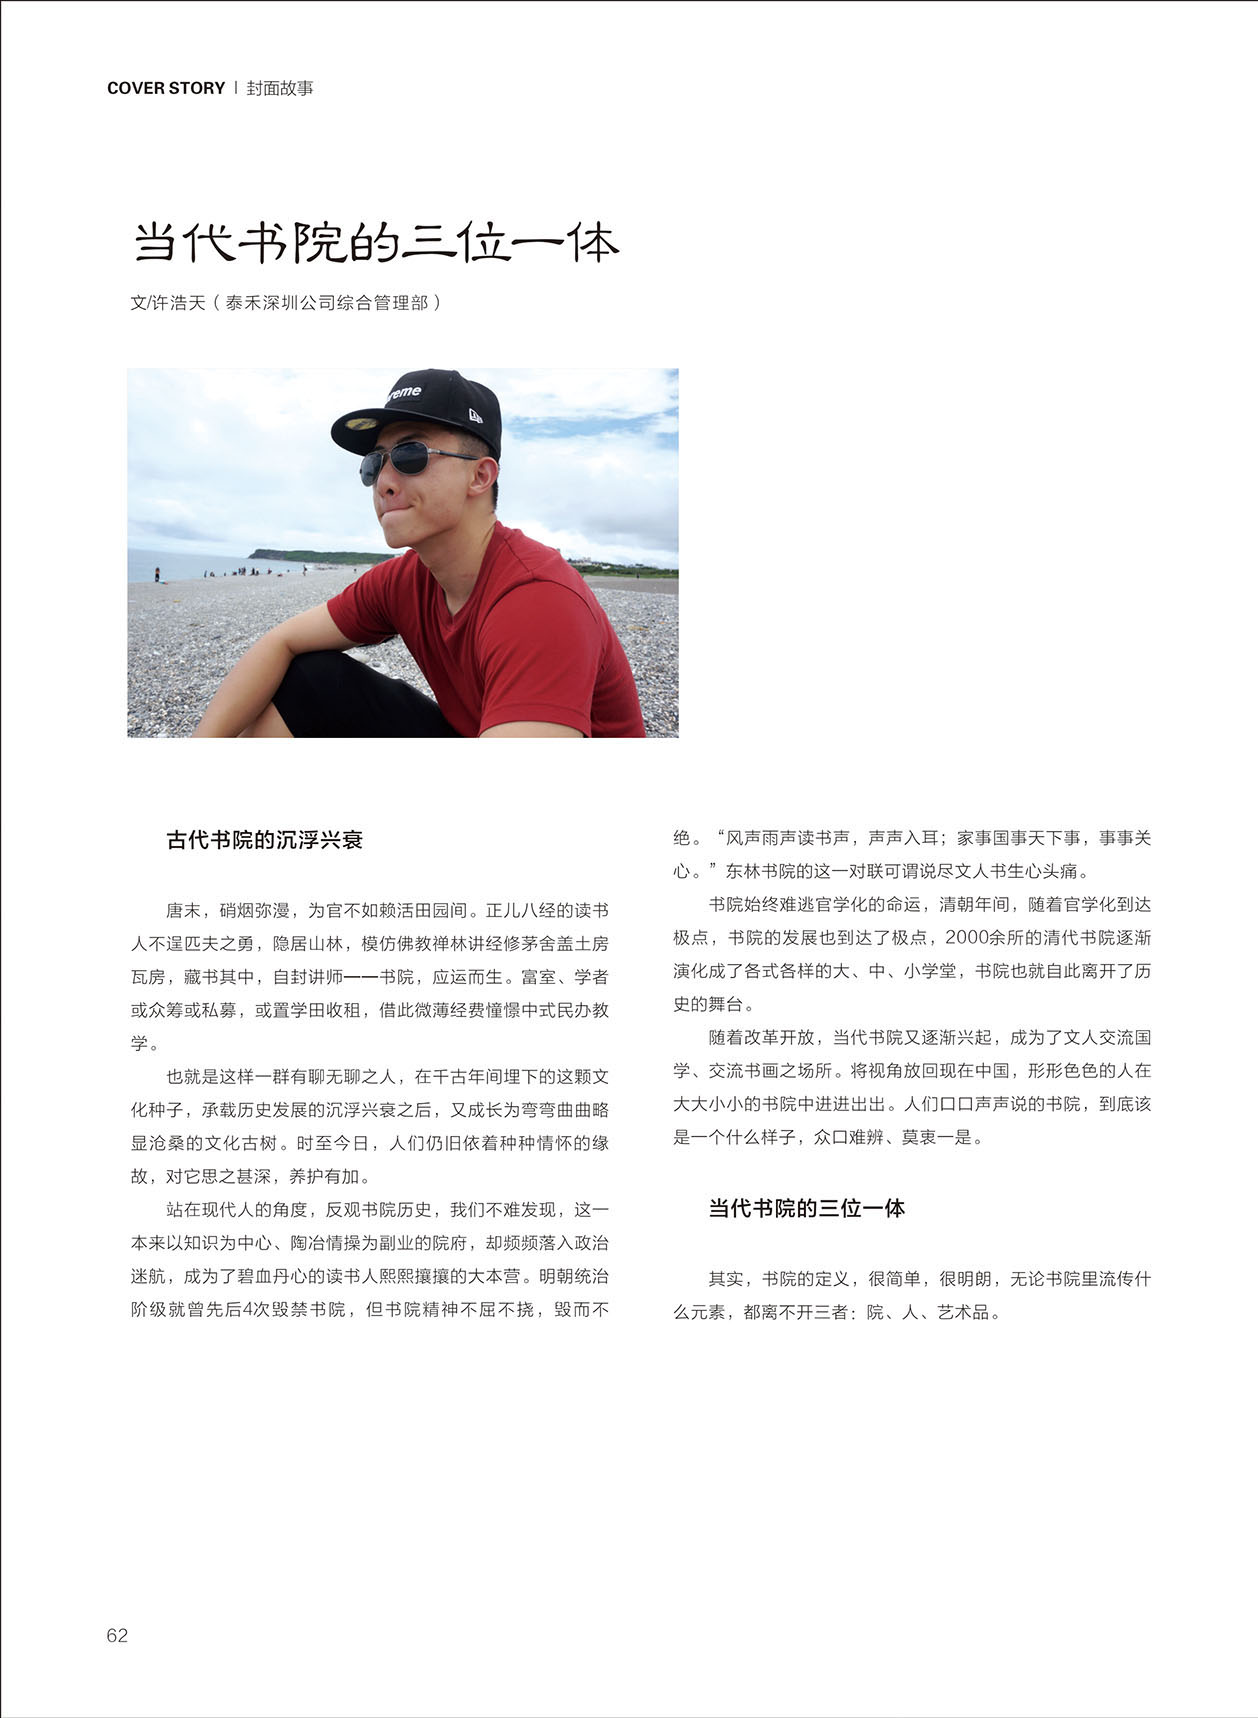 COVER STORY | 封面故事
当代书院的三位一体
文/许浩天（泰禾深圳公司综合管理部）
reme
古代书院的沉浮兴衰
唐末，硝烟弥漫，为官不如赖活田园间。正儿八经的读书
人不逞匹夫之勇，隐居山林，模仿佛教禅林讲经修茅舍盖土房
瓦房，藏书其中，自封讲师——书院，应运而生。富室、学者
或众筹或私募，或置学田收租，借此微薄经费憧憬中式民办教
学。
也就是这样一群有聊无聊之人，在千古年间埋下的这颗文
化种子，承载历史发展的沉浮兴衰之后，又成长为弯弯曲曲略
显沧桑的文化古树。时至今日，人们仍旧依着种种情怀的缘
故，对它思之甚深，养护有加。
站在现代人的角度，反观书院历史，我们不难发现，这一
本来以知识为中心、陶冶情操为副业的院府，却频频落入政治
迷航，成为了碧血丹心的读书人熙熙攘攘的大本营。明朝统治
阶级就曾先后4次毁禁书院，但书院精神不屈不挠，毁而不
绝。“风声雨声读书声，声声入耳；家事国事天下事，事事关
心。”东林书院的这一对联可谓说尽文人书生心头痛。
书院始终难逃官学化的命运，清朝年间，随着官学化到达
极点，书院的发展也到达了极点，2000余所的清代书院逐渐
演化成了各式各样的大、中、小学堂，书院也就自此离开了历
史的舞台。
随着改革开放，当代书院又逐渐兴起，成为了文人交流国
学、交流书画之场所。将视角放回现在中国，形形色色的人在
大大小小的书院中进进出出。人们口口声声说的书院，到底该
是一个什么样子，众口难辨、莫衷一是。
当代书院的三位一体
其实，书院的定义，很简单，很明朗，无论书院里流传什
么元素，都离不开三者：院、人、艺术品。
62